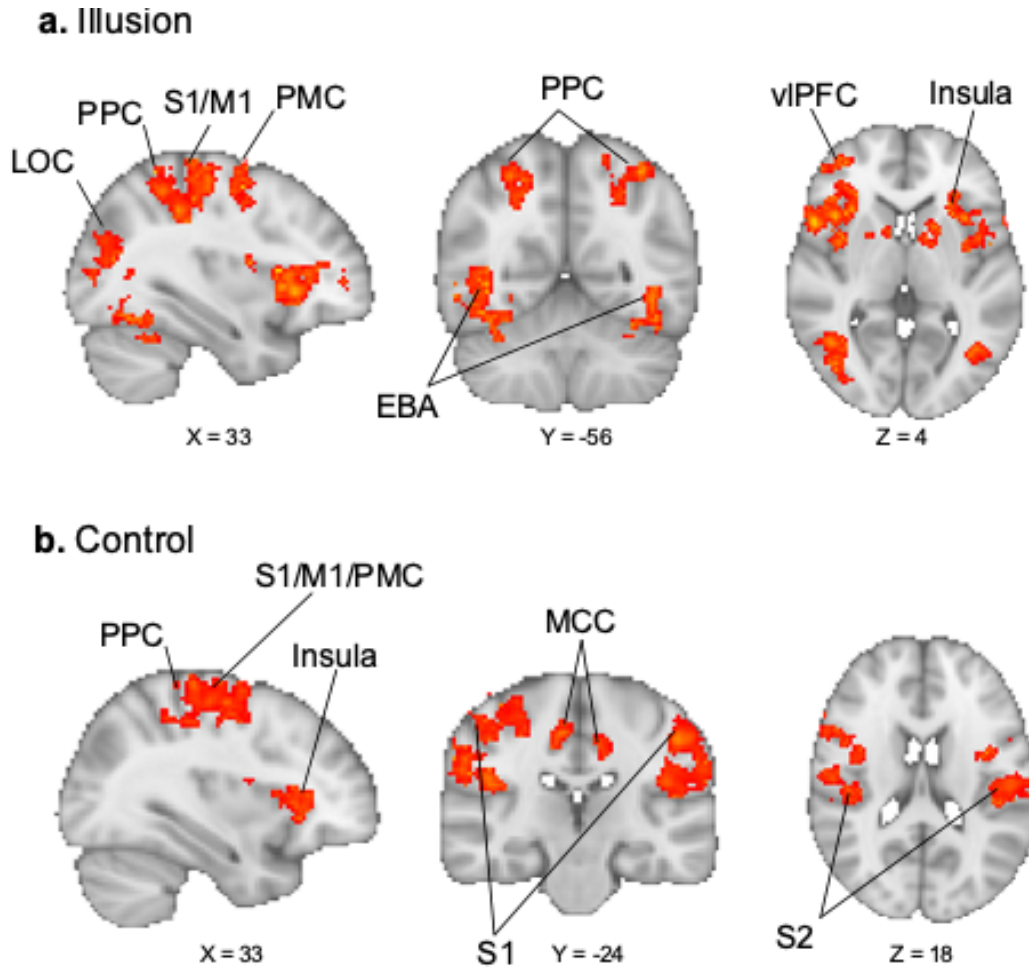 a. Illusion
PPC S1/M1 PMC PPC vlPFC Insula
LOC
EBA
X = 33 Y = -56 Z = 4
b. Control
S1/M1/PMC
PPC Insula MCC
S1 S2
X = 33 Y = -24 Z = 18